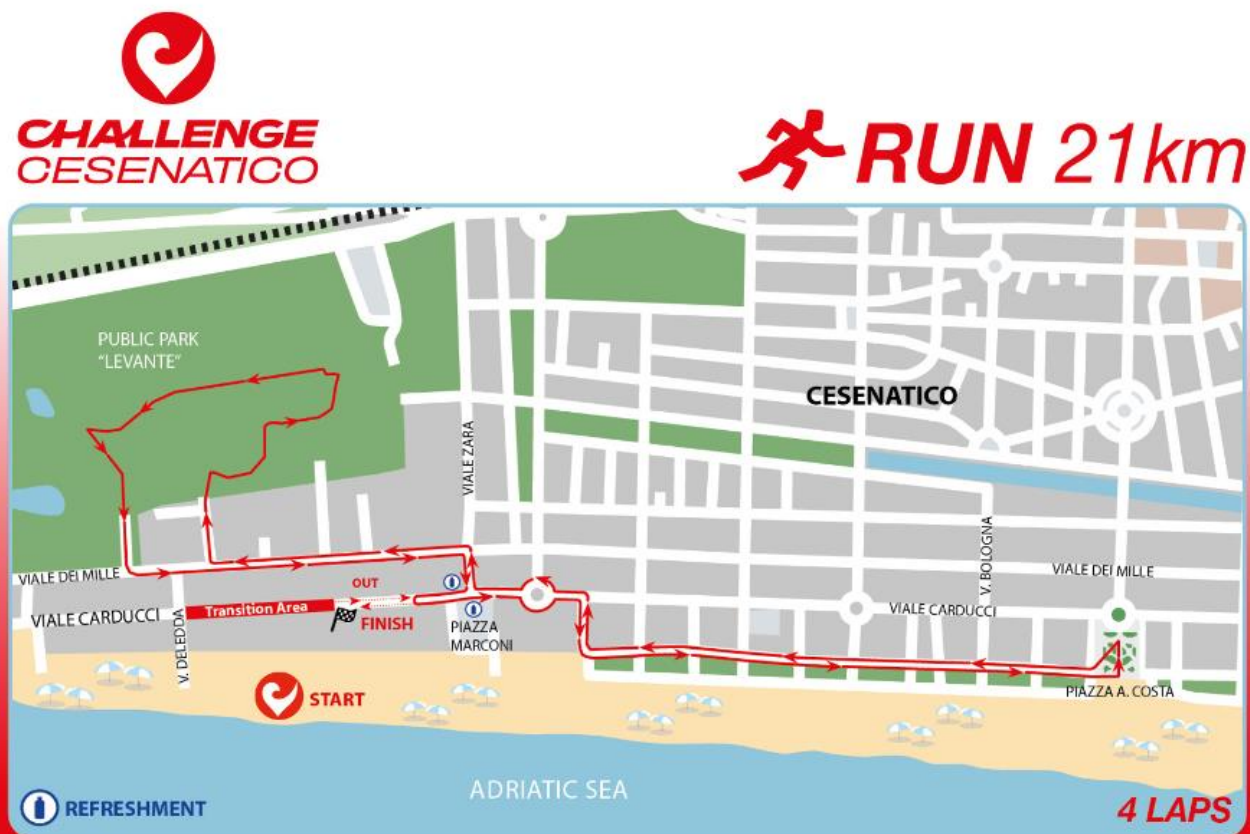 CHALLENGE
CESENATICO
RUN 21km
PUBLIC PARK
"LEVANTE"
CESENATICO
VIALE ZARA
V. BOLOGNA
VIALE DEI MILLE
VIALE DEI MILLE
OUT
VIALE CARDUCCI
Transition Area
VIALE CARDUCCI
FINISH
PIAZZA
MARCONI
V. DELEDDA
PIAZZA A. COSTA
START
ADRIATIC SEA
REFRESHMENT
4 LAPS